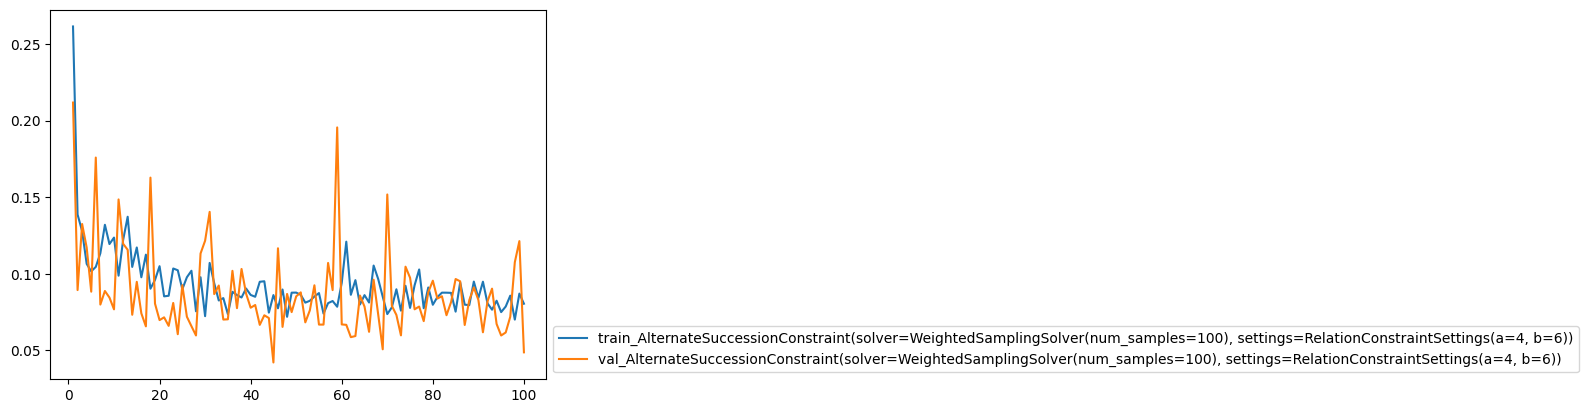 0.25
0.20
0.15
0.10
0.05
0 20 40 60 80 100
train_AlternateSuccessionConstraint(solver=WeightedSamplingSolver(num_samples=100), settings=RelationConstraintSettings(a=4, b=6))
val_AlternateSuccessionConstraint(solver=WeightedSamplingSolver(num_samples=100), settings=RelationConstraintSettings(a=4, b=6))